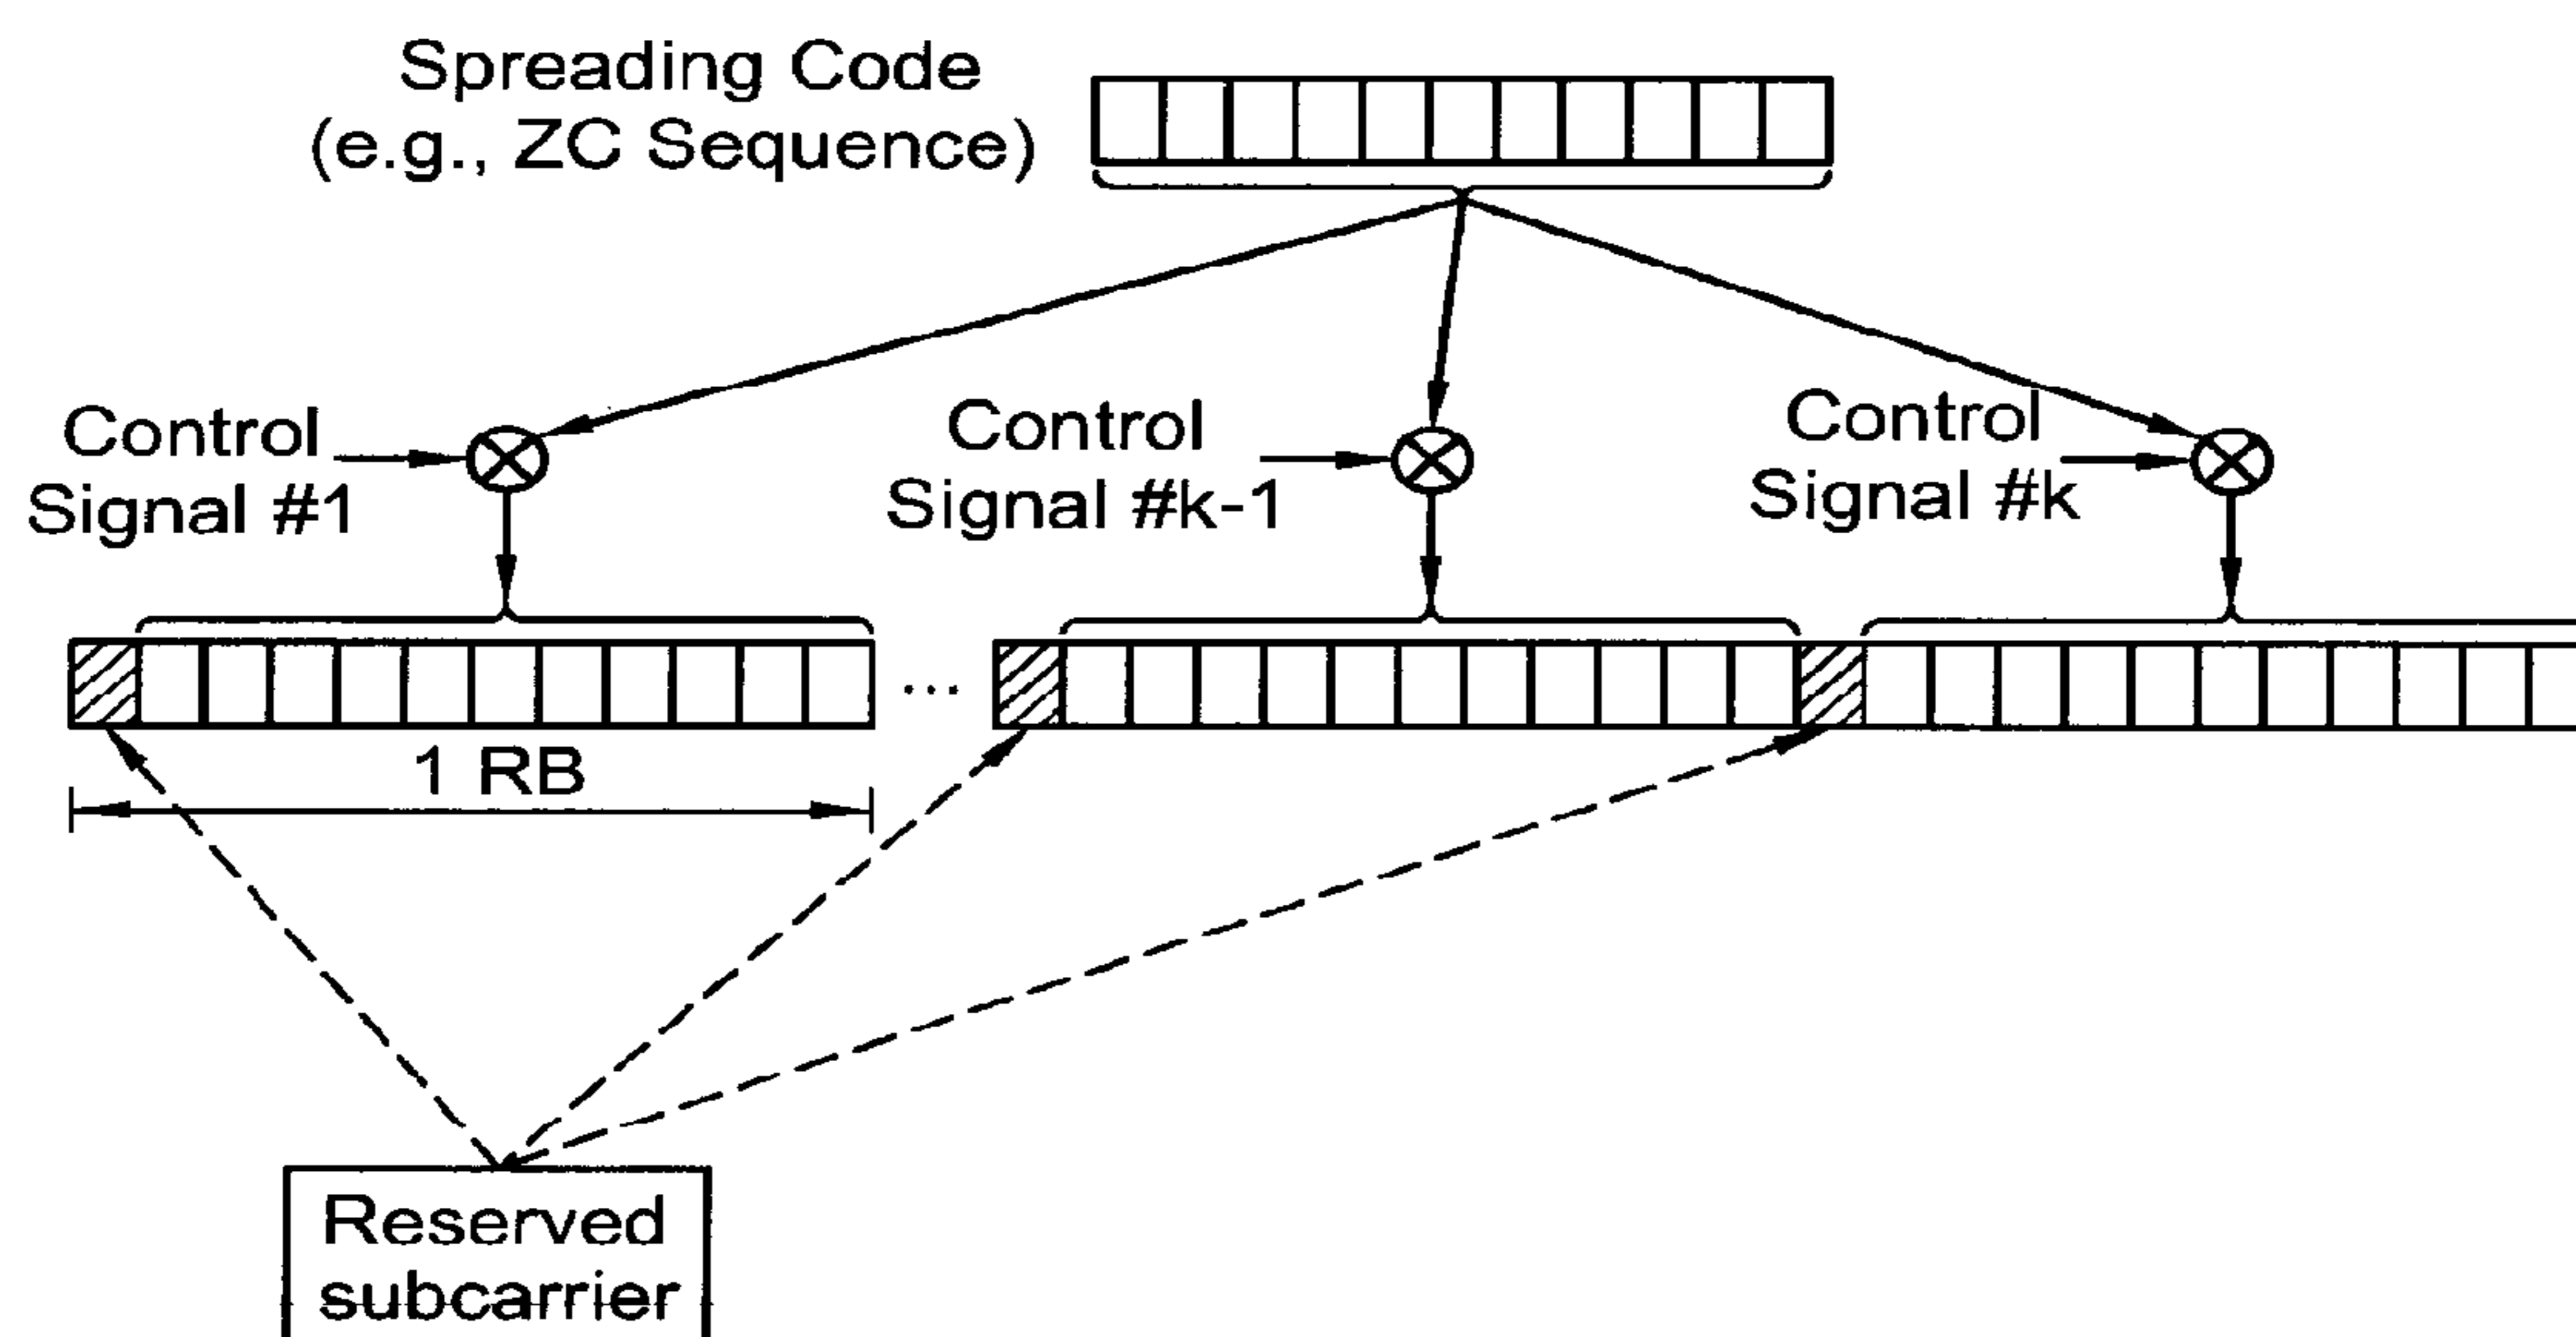 Spreading Code
(e.g., ZC Sequence)
Control
Signal #1
Control
Signal #k-1
Control
Signal #k
...
1 RB
Reserved
subcarrier